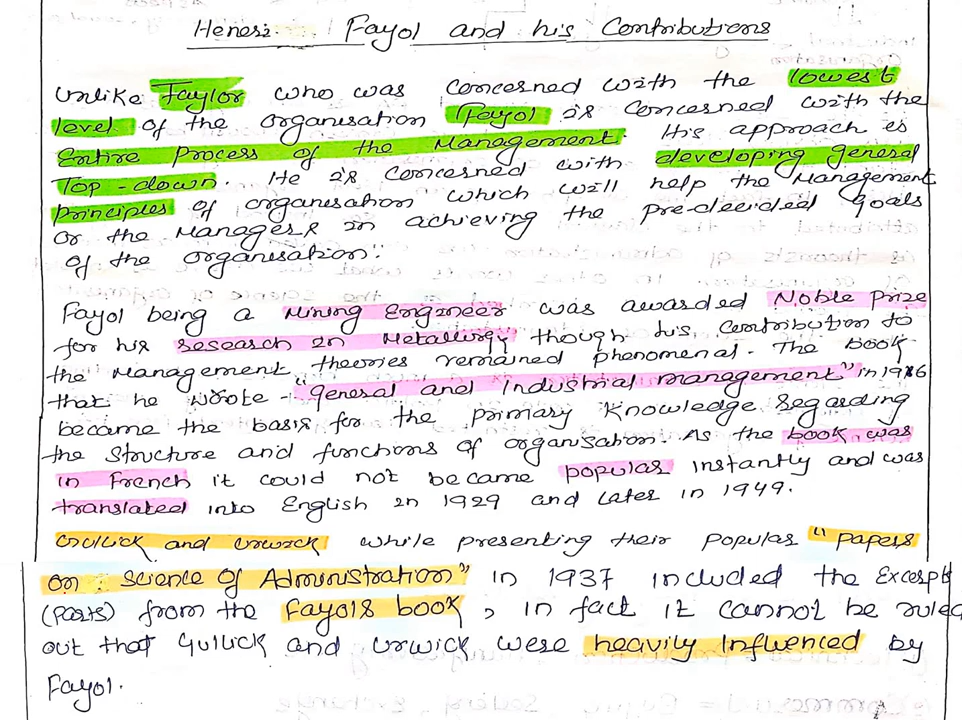 Henri Fayol and his Contributions
Unlike Taylor who was concerned with the lowest
level of the organisation Fayol is concerned with the
Entire Process of the Management. His approach is
Top-down. He is concerned with developing general
principles of organisation which will help the Management
or the Managers in achieving the pre-decided goals
of the organisation."
Fayol being a Mining Engineer was awarded Noble Prize
for his research in Metallurgy though his contribution to
the Management theories remained phenomenal. The book
that he wrote - "general and Industrial management" in 1916
became the basis for the primary Knowledge regarding
the structure and functions of organisation. As the book was
in French it could not became popular instantly and was
translated into English in 1929 and later in 1949.
Gullick and Urwick while presenting their popular "Papers
on : Science Of Administration" in 1937 included the Excerpts
(Parts) from the Fayols book, in fact it cannot be ruled
out that Gullick and Urwick were heavily Influenced by
Fayol.